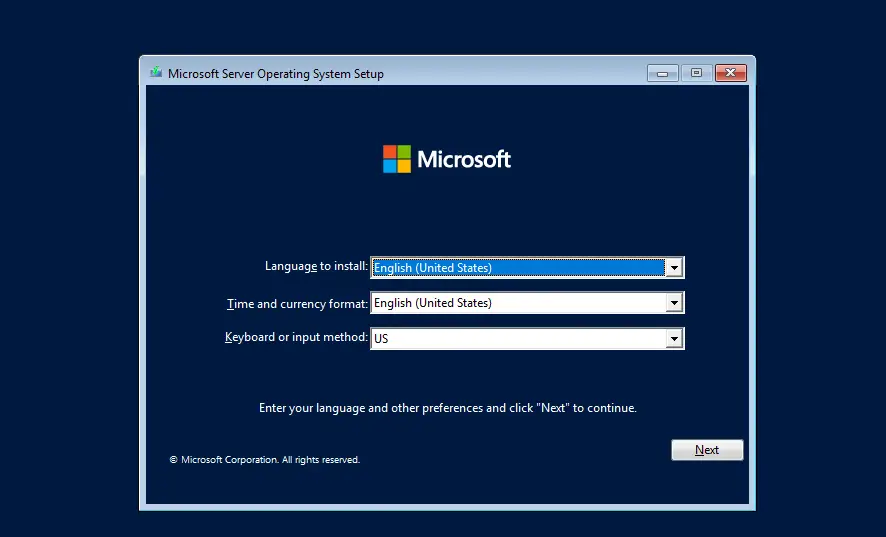 Microsoft Server Operating System Setup
Microsoft
Language to install: English (United States)
Time and currency format: English (United States)
Keyboard or input method: US
Enter your language and other preferences and click "Next" to continue.
Next
© Microsoft Corporation. All rights reserved.